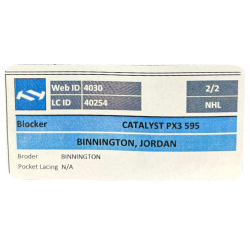 Web ID 4030 2/2
LC ID 40254 NHL
Blocker CATALYST PX3 595
BINNINGTON, JORDAN
Broder BINNINGTON
Pocket Lacing N/A